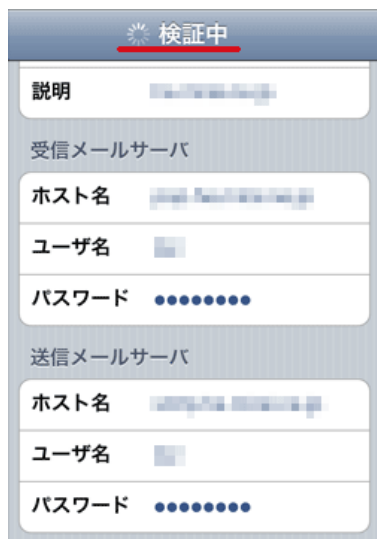 検証中
説明
受信メールサーバ
ホスト名
ユーザ名
パスワード ●●●●●●●●
送信メールサーバ
ホスト名
ユーザ名
パスワード ●●●●●●●●